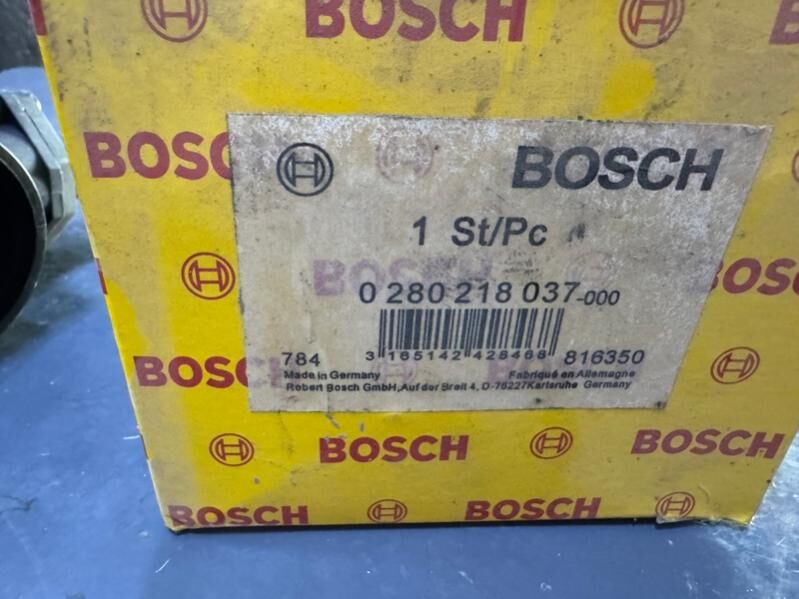 BOSCH
BOSCH
BOSCH
1 St/Pc
BOSCH
0 280 218 037-000
784 3 165142 428468 816350
Made in Germany Fabriqué en Allemagne
Robert Bosch GmbH, Auf der Breit 4, D-76227 Karlsruhe Germany
BOSCH
BOSCH
BOSCH
BOSCH
BOSCH